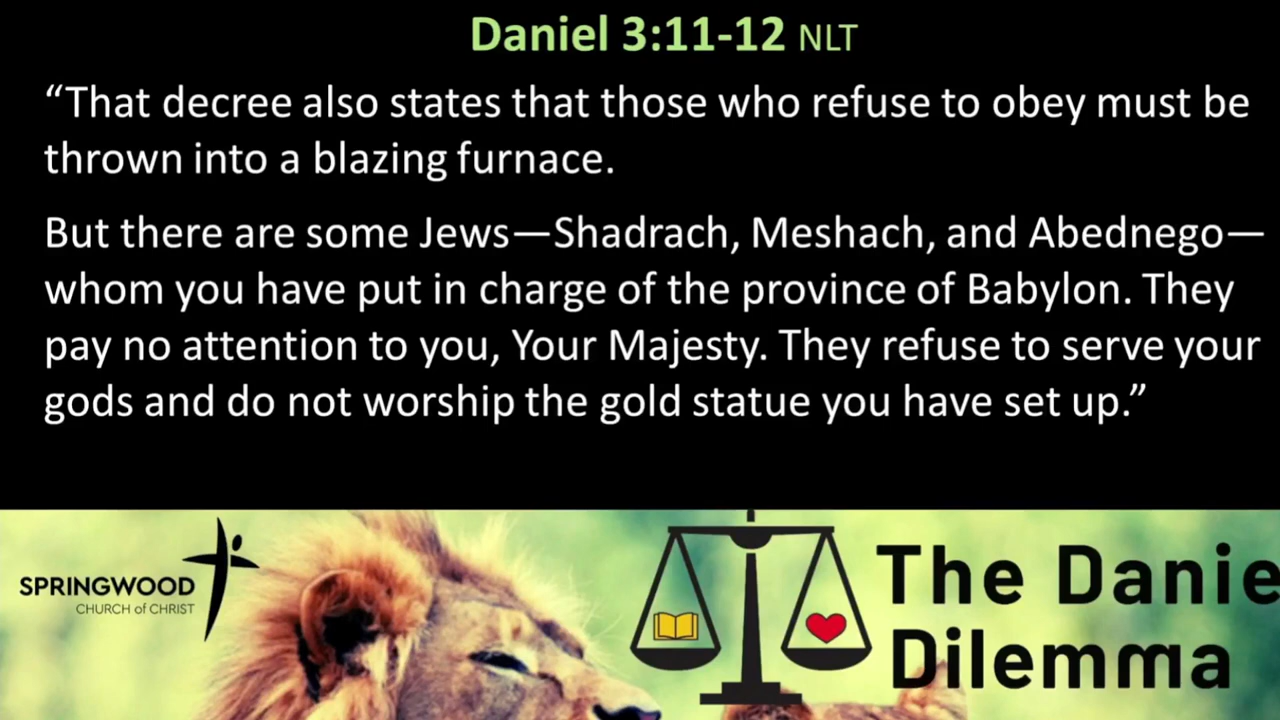 Daniel 3:11-12 NLT
“That decree also states that those who refuse to obey must be
thrown into a blazing furnace.
But there are some Jews—Shadrach, Meshach, and Abednego—
whom you have put in charge of the province of Babylon. They
pay no attention to you, Your Majesty. They refuse to serve your
gods and do not worship the gold statue you have set up.”
SPRINGWOOD
CHURCH of CHRIST
The Danie
Dilemma